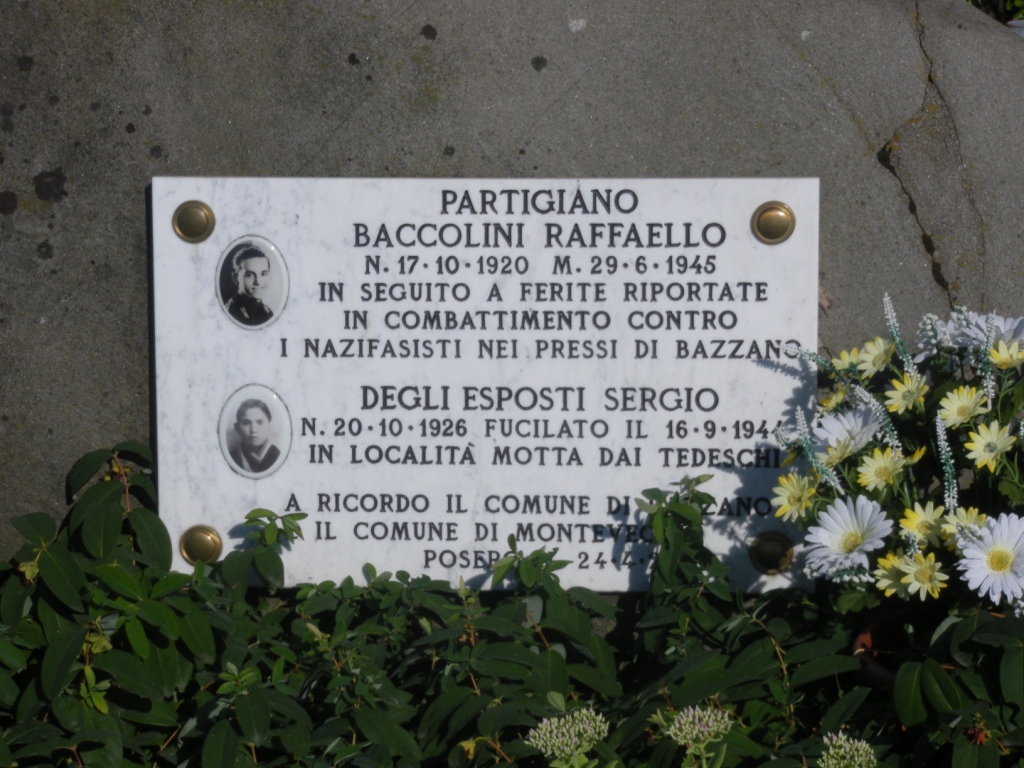 PARTIGIANO
BACCOLINI RAFFAELLO
N. 17·10·1920 M. 29·6·1945
IN SEGUITO A FERITE RIPORTATE
IN COMBATTIMENTO CONTRO
I NAZIFASISTI NEI PRESSI DI BAZZANO
DEGLI ESPOSTI SERGIO
N. 20·10·1926 FUCILATO IL 16·9·1944
IN LOCALITÀ MOTTA DAI TEDESCHI
A RICORDO IL COMUNE DI
IL COMUNE DI
24·4·